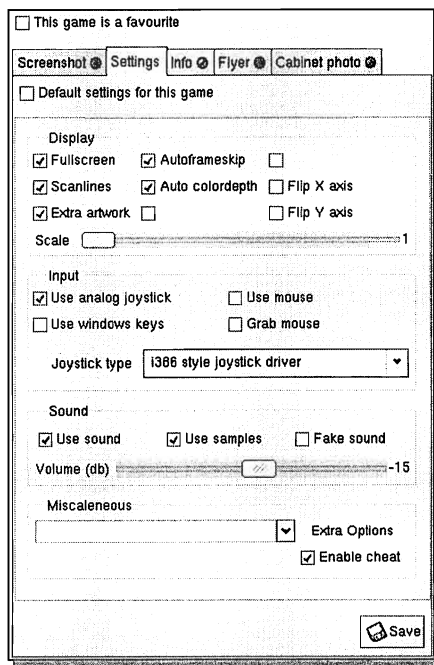 This game is a favourite
Screenshot Settings Info Flyer Cabinet photo
Default settings for this game
Display
Fullscreen Autoframeskip
Scanlines Auto colordepth Flip X axis
Extra artwork Flip Y axis
Scale 1
Input
Use analog joystick Use mouse
Use windows keys Grab mouse
Joystick type i386 style joystick driver
Sound
Use sound Use samples Fake sound
Volume (db) -15
Miscaleneous
Extra Options
Enable cheat
Save